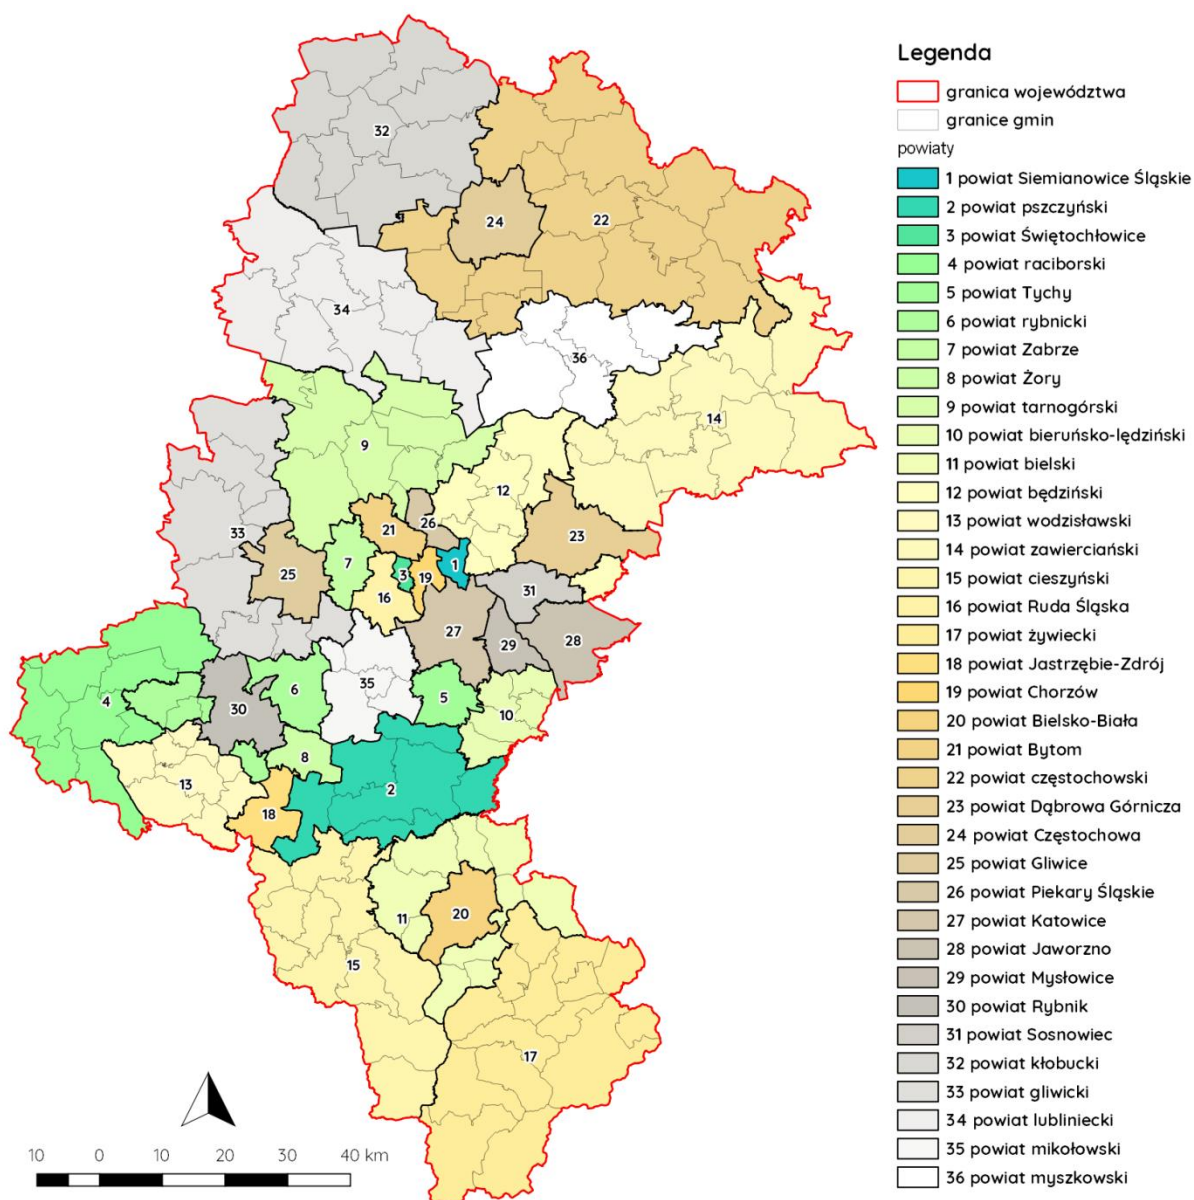 Legenda
granica województwa
granice gmin
powiaty
1 powiat Siemianowice Śląskie
2 powiat pszczyński
3 powiat Świętochłowice
4 powiat raciborski
5 powiat Tychy
6 powiat rybnicki
7 powiat Zabrze
8 powiat Żory
9 powiat tarnogórski
10 powiat bieruńsko-lędziński
11 powiat bielski
12 powiat będziński
13 powiat wodzisławski
14 powiat zawierciański
15 powiat cieszyński
16 powiat Ruda Śląska
17 powiat żywiecki
18 powiat Jastrzębie-Zdrój
19 powiat Chorzów
20 powiat Bielsko-Biała
21 powiat Bytom
22 powiat częstochowski
23 powiat Dąbrowa Górnicza
24 powiat Częstochowa
25 powiat Gliwice
26 powiat Piekary Śląskie
27 powiat Katowice
28 powiat Jaworzno
29 powiat Mysłowice
30 powiat Rybnik
31 powiat Sosnowiec
32 powiat kłobucki
33 powiat gliwicki
34 powiat lubliniecki
35 powiat mikołowski
36 powiat myszkowski
32
24
22
34
36
14
9
12
26
21
23
33
7
1
3
19
25
16
31
27
29
28
35
6
5
4
30
10
8
13
2
18
20
11
15
17
10 0 10 20 30 40 km